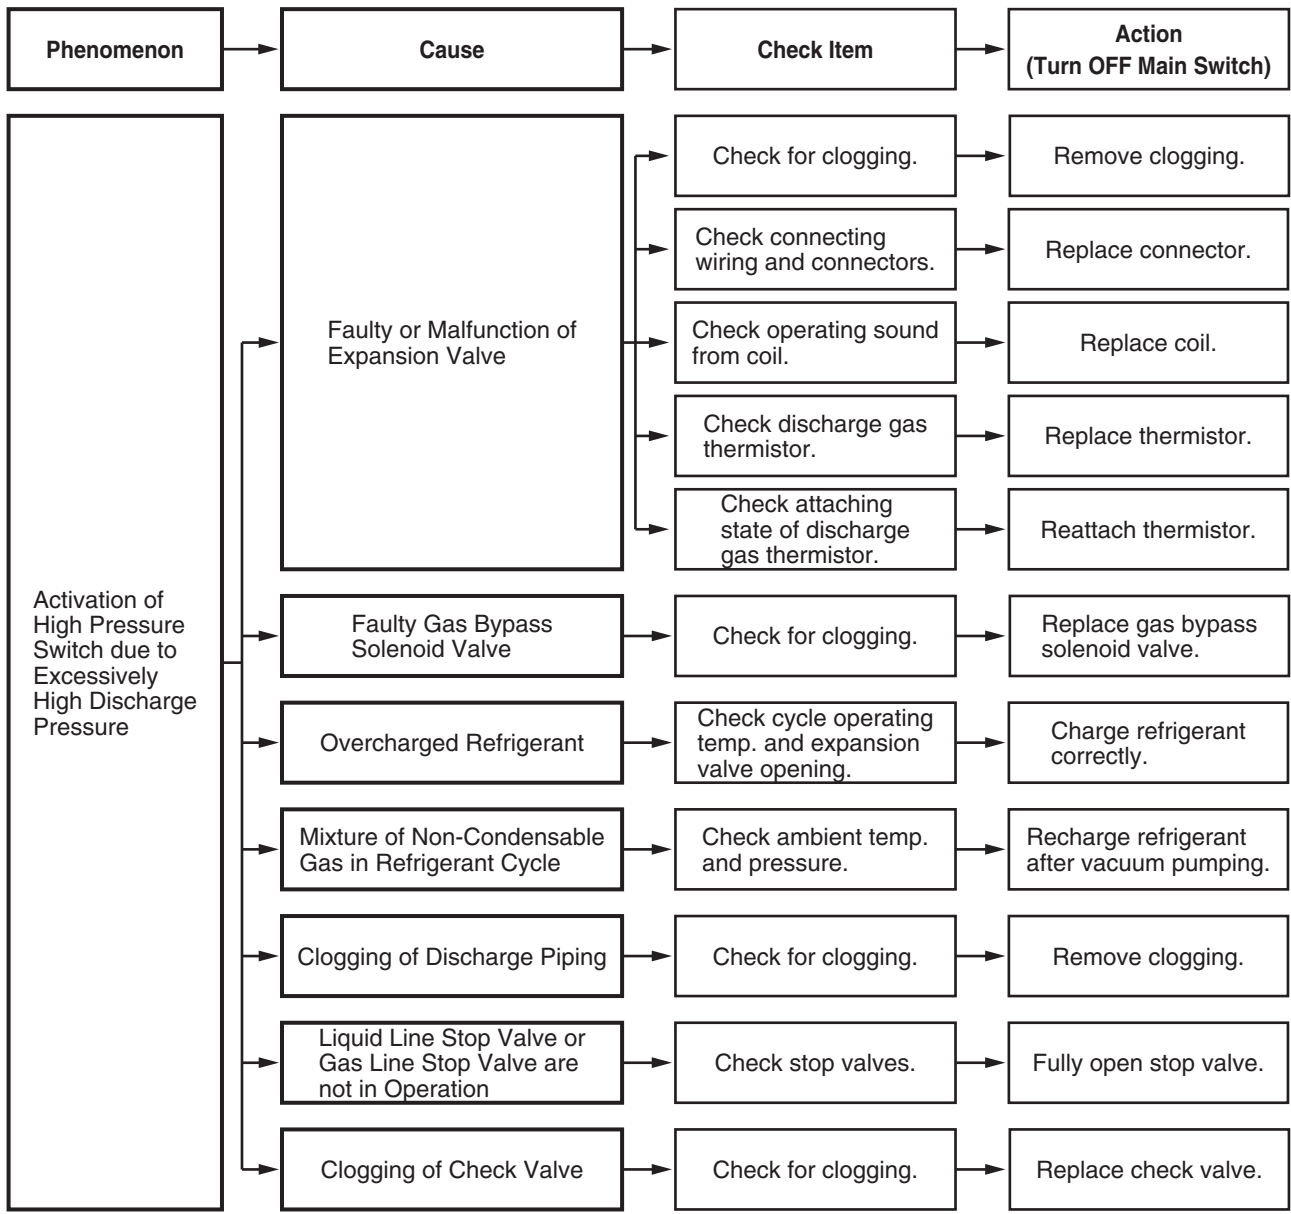 Phenomenon
Cause
Check Item
Action
(Turn OFF Main Switch)
Activation of
High Pressure
Switch due to
Excessively
High Discharge
Pressure
Faulty or Malfunction of
Expansion Valve
Check for clogging.
Remove clogging.
Check connecting
wiring and connectors.
Replace connector.
Check operating sound
from coil.
Replace coil.
Check discharge gas
thermistor.
Replace thermistor.
Check attaching
state of discharge
gas thermistor.
Reattach thermistor.
Faulty Gas Bypass
Solenoid Valve
Check for clogging.
Replace gas bypass
solenoid valve.
Overcharged Refrigerant
Check cycle operating
temp. and expansion
valve opening.
Charge refrigerant
correctly.
Mixture of Non-Condensable
Gas in Refrigerant Cycle
Check ambient temp.
and pressure.
Recharge refrigerant
after vacuum pumping.
Clogging of Discharge Piping
Check for clogging.
Remove clogging.
Liquid Line Stop Valve or
Gas Line Stop Valve are
not in Operation
Check stop valves.
Fully open stop valve.
Clogging of Check Valve
Check for clogging.
Replace check valve.